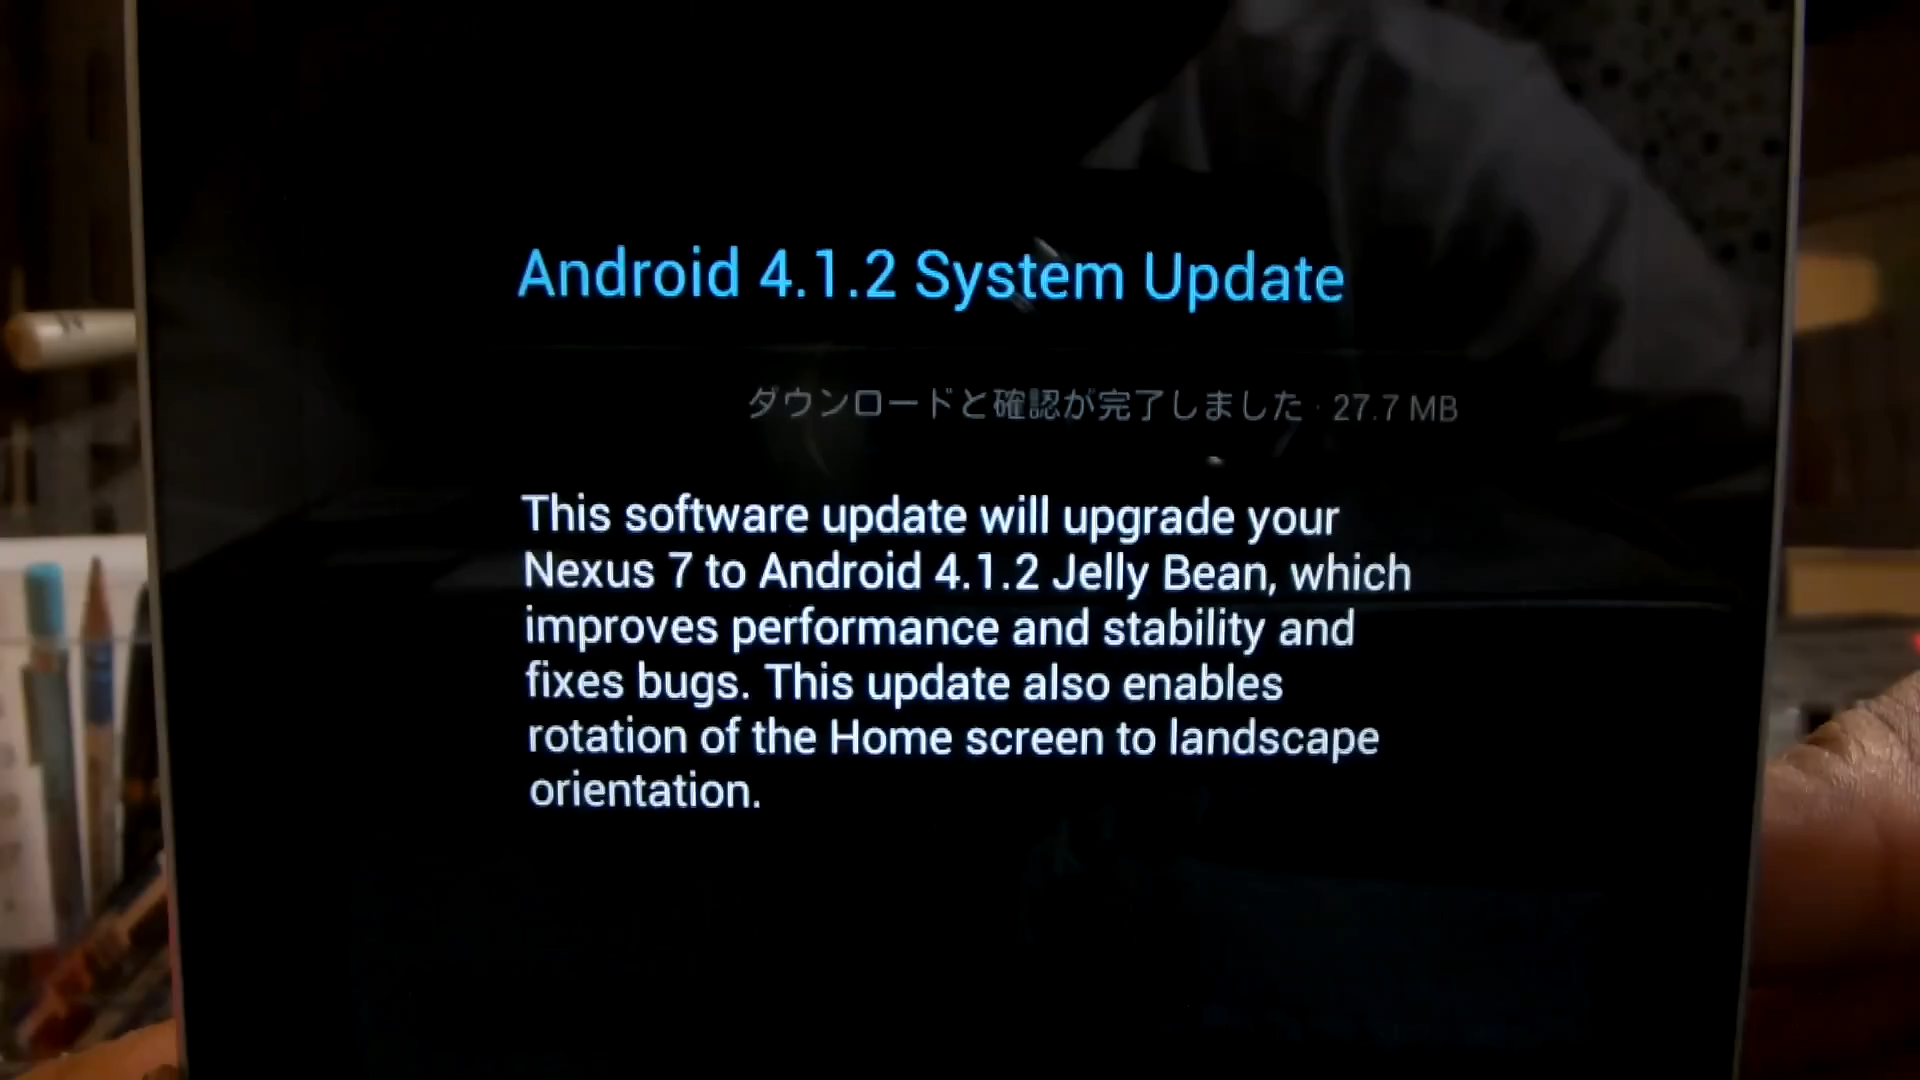 Android 4.1.2 System Update
ダウンロードと確認が完了しました · 27.7 MB
This software update will upgrade your
Nexus 7 to Android 4.1.2 Jelly Bean, which
improves performance and stability and
fixes bugs. This update also enables
rotation of the Home screen to landscape
orientation.